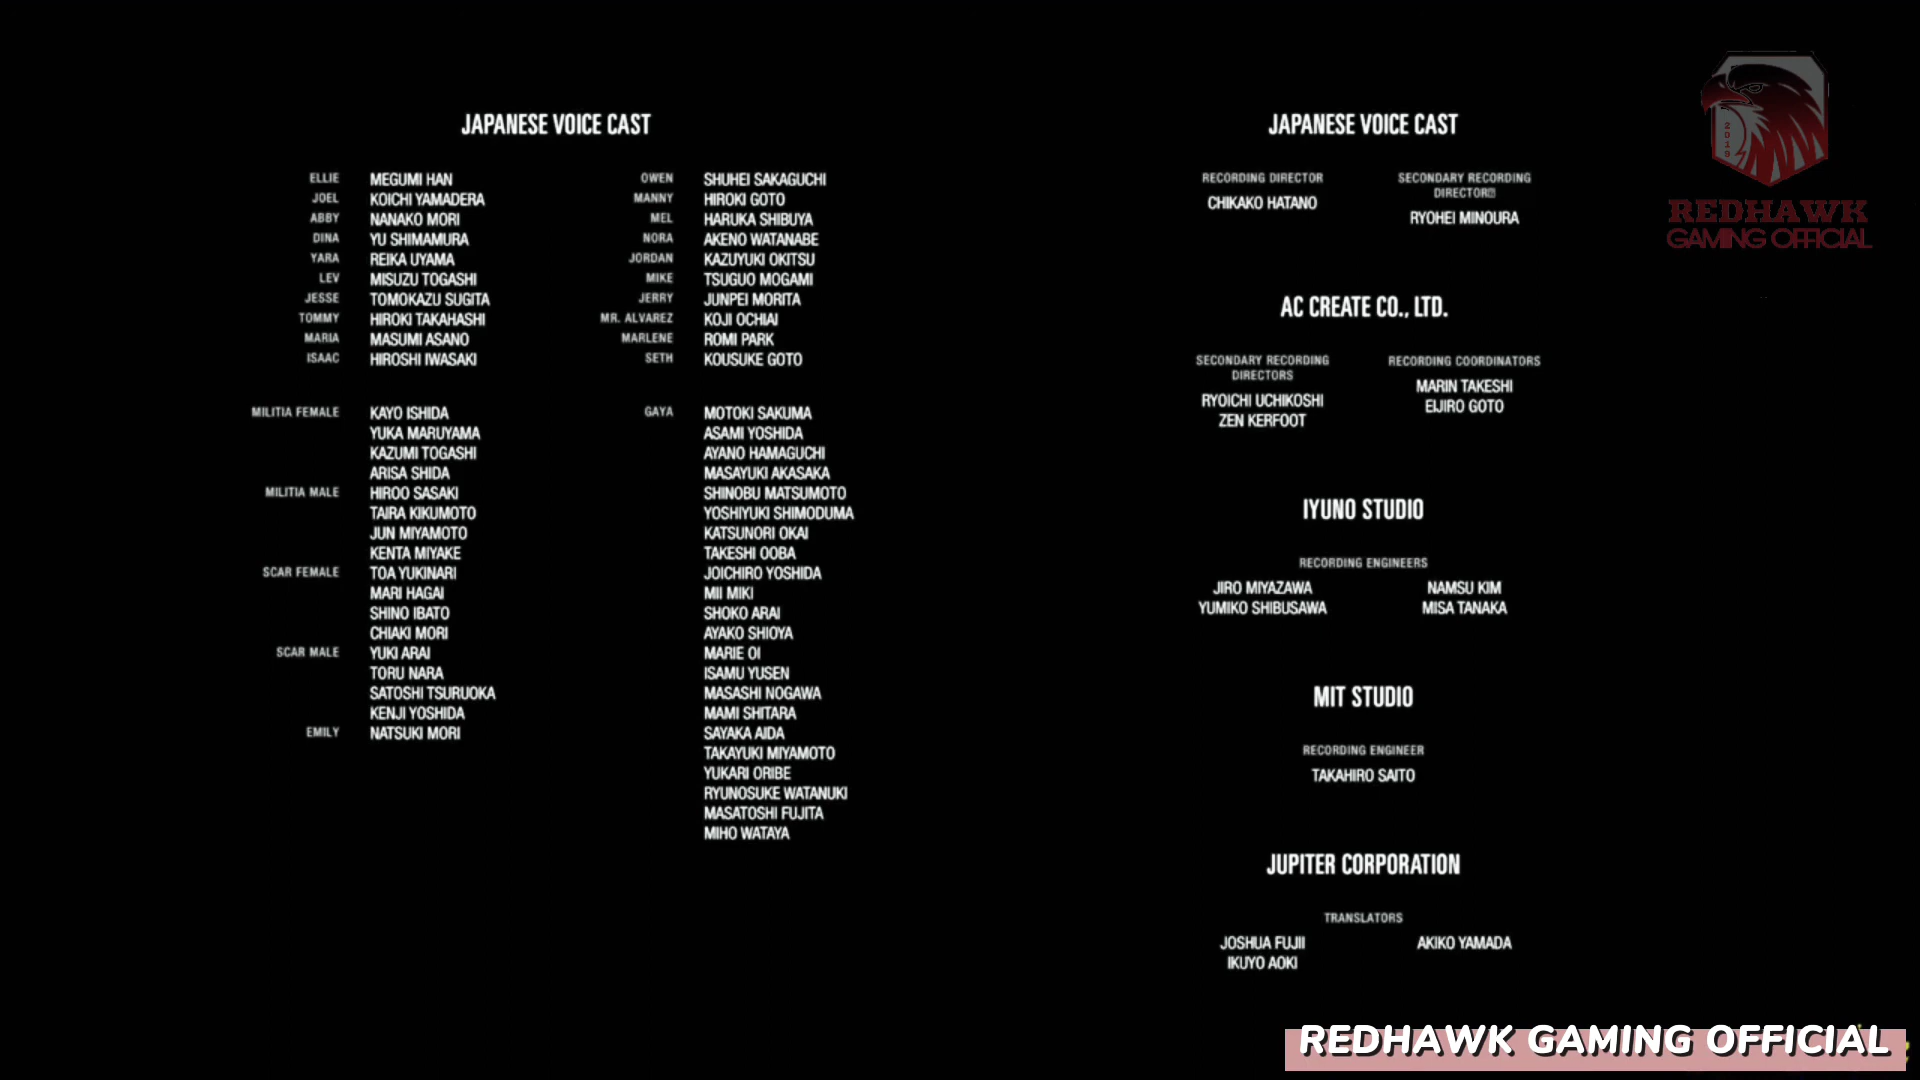 JAPANESE VOICE CAST
ELLIE MEGUMI HAN
JOEL KOICHI YAMADERA
ABBY NANAKO MORI
DINA YU SHIMAMURA
YARA REIKA UYAMA
LEV MISUZU TOGASHI
JESSE TOMOKAZU SUGITA
TOMMY HIROKI TAKAHASHI
MARIA MASUMI ASANO
ISAAC HIROSHI IWASAKI
MILITIA FEMALE KAYO ISHIDA
YUKA MARUYAMA
KAZUMI TOGASHI
ARISA SHIDA
MILITIA MALE HIROO SASAKI
TAIRA KIKUMOTO
JUN MIYAMOTO
KENTA MIYAKE
SCAR FEMALE TOA YUKINARI
MARI HAGAI
SHINO IBATO
CHIAKI MORI
SCAR MALE YUKI ARAI
TORU NARA
SATOSHI TSURUOKA
KENJI YOSHIDA
EMILY NATSUKI MORI
OWEN SHUHEI SAKAGUCHI
MANNY HIROKI GOTO
MEL HARUKA SHIBUYA
NORA AKENO WATANABE
JORDAN KAZUYUKI OKITSU
MIKE TSUGUO MOGAMI
JERRY JUNPEI MORITA
MR. ALVAREZ KOJI OCHIAI
MARLENE ROMI PARK
SETH KOUSUKE GOTO
GAYA MOTOKI SAKUMA
ASAMI YOSHIDA
AYANO HAMAGUCHI
MASAYUKI AKASAKA
SHINOBU MATSUMOTO
YOSHIYUKI SHIMODUMA
KATSUNORI OKAI
TAKESHI OOBA
JOICHIRO YOSHIDA
MII MIKI
SHOKO ARAI
AYAKO SHIOYA
MARIE OI
ISAMU YUSEN
MASASHI NOGAWA
MAMI SHITARA
SAYAKA AIDA
TAKAYUKI MIYAMOTO
YUKARI ORIBE
RYUNOSUKE WATANUKI
MASATOSHI FUJITA
MIHO WATAYA
JAPANESE VOICE CAST
RECORDING DIRECTOR
CHIKAKO HATANO
SECONDARY RECORDING
DIRECTOR
RYOHEI MINOURA
AC CREATE CO., LTD.
SECONDARY RECORDING
DIRECTORS
RYOICHI UCHIKOSHI
ZEN KERFOOT
RECORDING COORDINATORS
MARIN TAKESHI
EIJIRO GOTO
IYUNO STUDIO
RECORDING ENGINEERS
JIRO MIYAZAWA NAMSU KIM
YUMIKO SHIBUSAWA MISA TANAKA
MIT STUDIO
RECORDING ENGINEER
TAKAHIRO SAITO
JUPITER CORPORATION
TRANSLATORS
JOSHUA FUJII AKIKO YAMADA
IKUYO AOKI
2019
REDHAWK
GAMING OFFICIAL
REDHAWK GAMING OFFICIAL